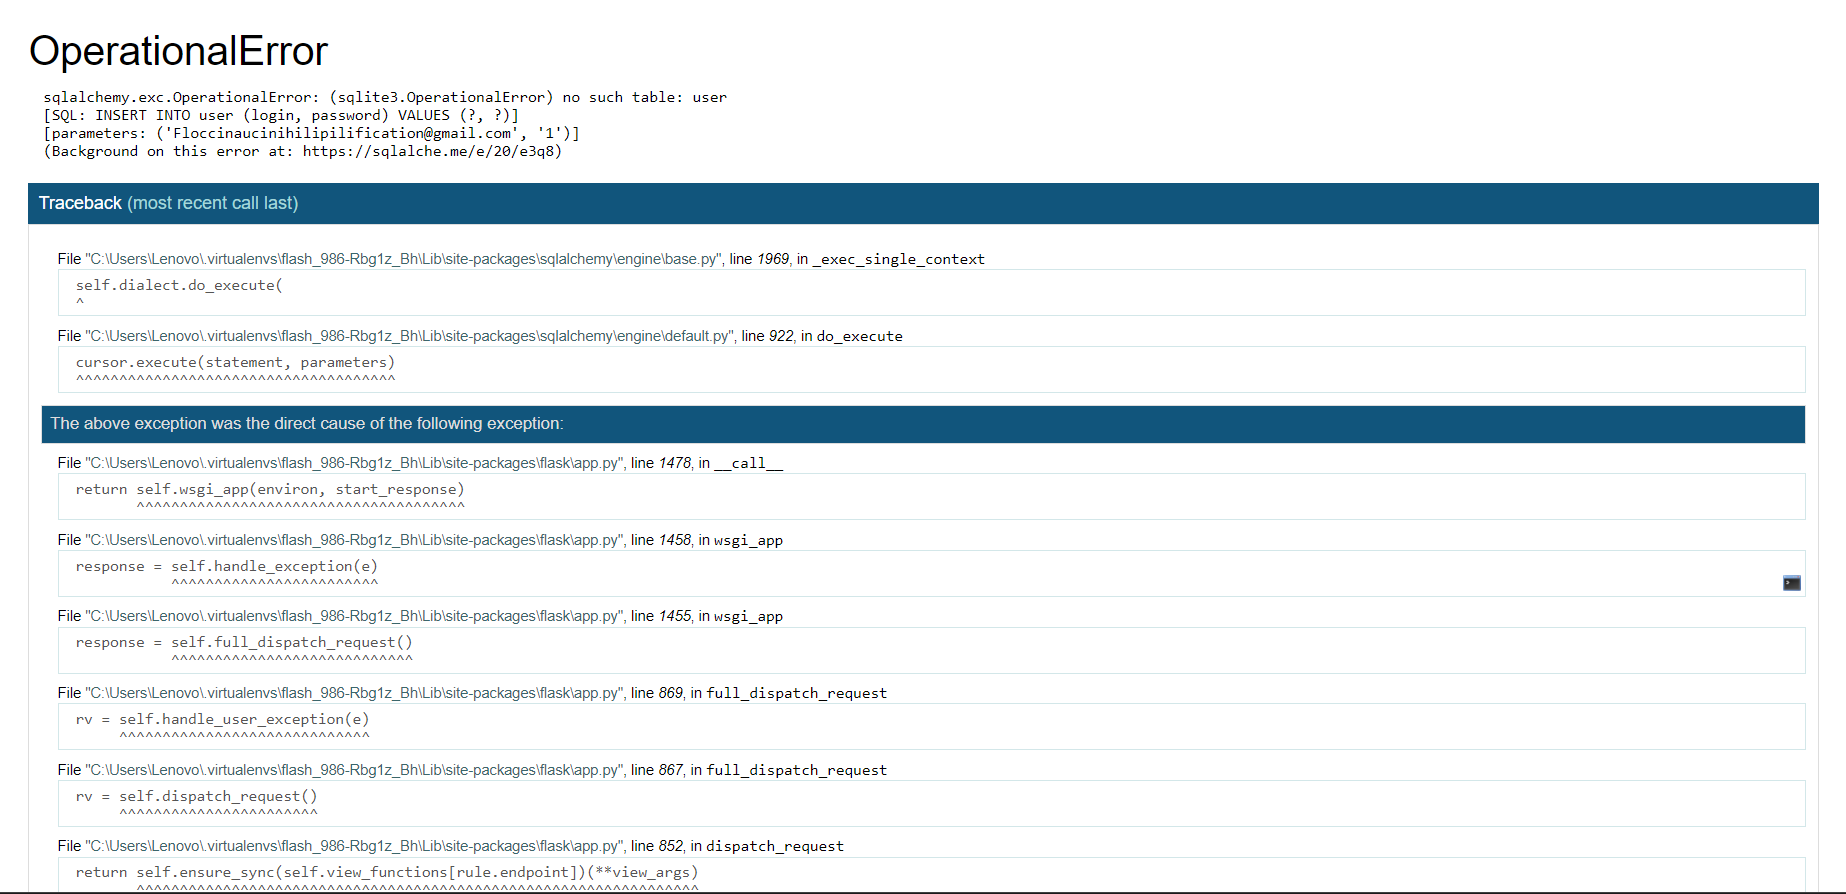 OperationalError
sqlalchemy.exc.OperationalError: (sqlite3.OperationalError) no such table: user
[SQL: INSERT INTO user (login, password) VALUES (?, ?)]
[parameters: ('Floccinaucinihilipilification@gmail.com', '1')]
(Background on this error at: https://sqlalche.me/e/20/e3q8)
Traceback (most recent call last)
File "C:\Users\Lenovo\.virtualenvs\flash_986-Rbg1z_Bh\Lib\site-packages\sqlalchemy\engine\base.py", line 1969, in _exec_single_context
self.dialect.do_execute(
^
File "C:\Users\Lenovo\.virtualenvs\flash_986-Rbg1z_Bh\Lib\site-packages\sqlalchemy\engine\default.py", line 922, in do_execute
cursor.execute(statement, parameters)
^^^^^^^^^^^^^^^^^^^^^^^^^^^^^^^^^^^^^
The above exception was the direct cause of the following exception:
File "C:\Users\Lenovo\.virtualenvs\flash_986-Rbg1z_Bh\Lib\site-packages\flask\app.py", line 1478, in __call__
return self.wsgi_app(environ, start_response)
^^^^^^^^^^^^^^^^^^^^^^^^^^^^^^^^^^^^^^
File "C:\Users\Lenovo\.virtualenvs\flash_986-Rbg1z_Bh\Lib\site-packages\flask\app.py", line 1458, in wsgi_app
response = self.handle_exception(e)
^^^^^^^^^^^^^^^^^^^^^^^^
File "C:\Users\Lenovo\.virtualenvs\flash_986-Rbg1z_Bh\Lib\site-packages\flask\app.py", line 1455, in wsgi_app
response = self.full_dispatch_request()
^^^^^^^^^^^^^^^^^^^^^^^^^^^^
File "C:\Users\Lenovo\.virtualenvs\flash_986-Rbg1z_Bh\Lib\site-packages\flask\app.py", line 869, in full_dispatch_request
rv = self.handle_user_exception(e)
^^^^^^^^^^^^^^^^^^^^^^^^^^^^^
File "C:\Users\Lenovo\.virtualenvs\flash_986-Rbg1z_Bh\Lib\site-packages\flask\app.py", line 867, in full_dispatch_request
rv = self.dispatch_request()
^^^^^^^^^^^^^^^^^^^^^^^
File "C:\Users\Lenovo\.virtualenvs\flash_986-Rbg1z_Bh\Lib\site-packages\flask\app.py", line 852, in dispatch_request
return self.ensure_sync(self.view_functions[rule.endpoint])(**view_args)
^^^^^^^^^^^^^^^^^^^^^^^^^^^^^^^^^^^^^^^^^^^^^^^^^^^^^^^^^^^^^^^^^